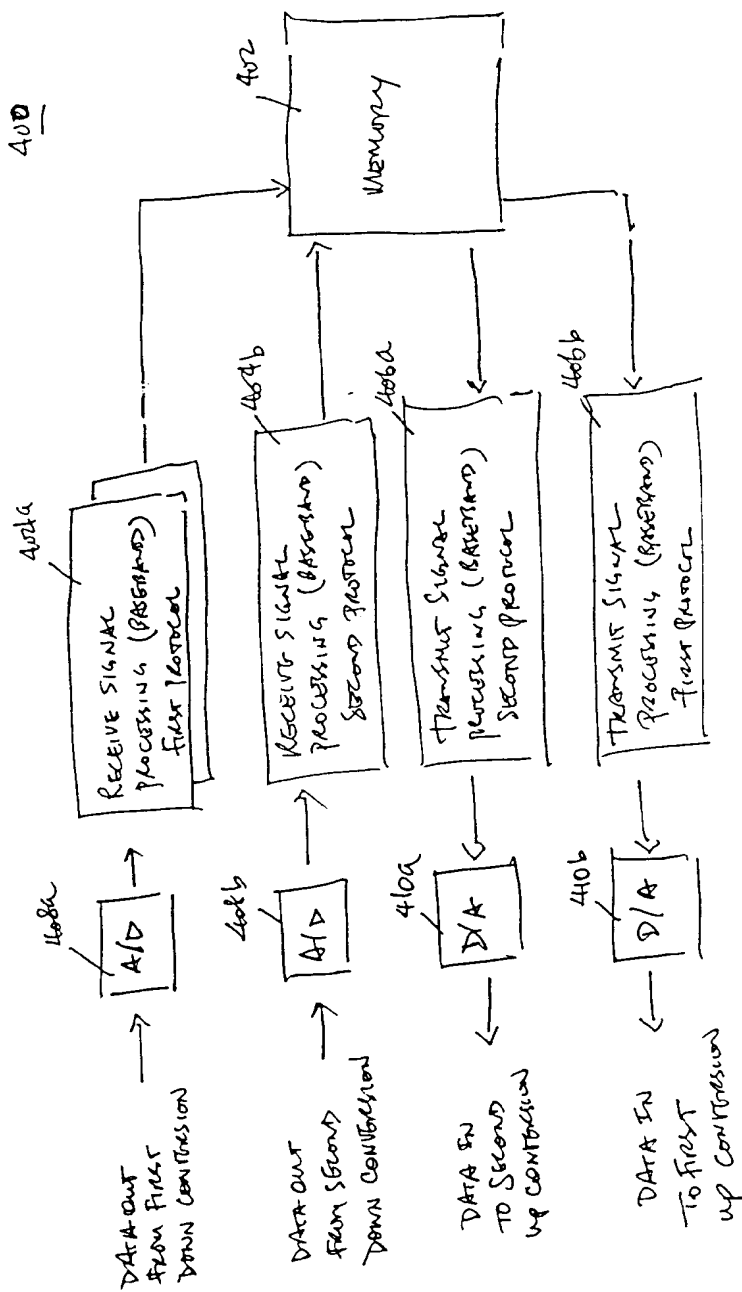 400
DATA OUT
FROM FIRST
DOWN CONVERSION
408a
A/D
404a
RECEIVE SIGNAL
PROCESSING (BASEBAND)
FIRST PROTOCOL
402
MEMORY
DATA OUT
FROM SECOND
DOWN CONVERSION
408b
A/D
404b
RECEIVE SIGNAL
PROCESSING (BASEBAND)
SECOND PROTOCOL
DATA IN
TO SECOND
UP CONVERSION
410a
D/A
406a
TRANSMIT SIGNAL
PROCESSING (BASEBAND)
SECOND PROTOCOL
DATA IN
TO FIRST
UP CONVERSION
410b
D/A
406b
TRANSMIT SIGNAL
PROCESSING (BASEBAND)
FIRST PROTOCOL